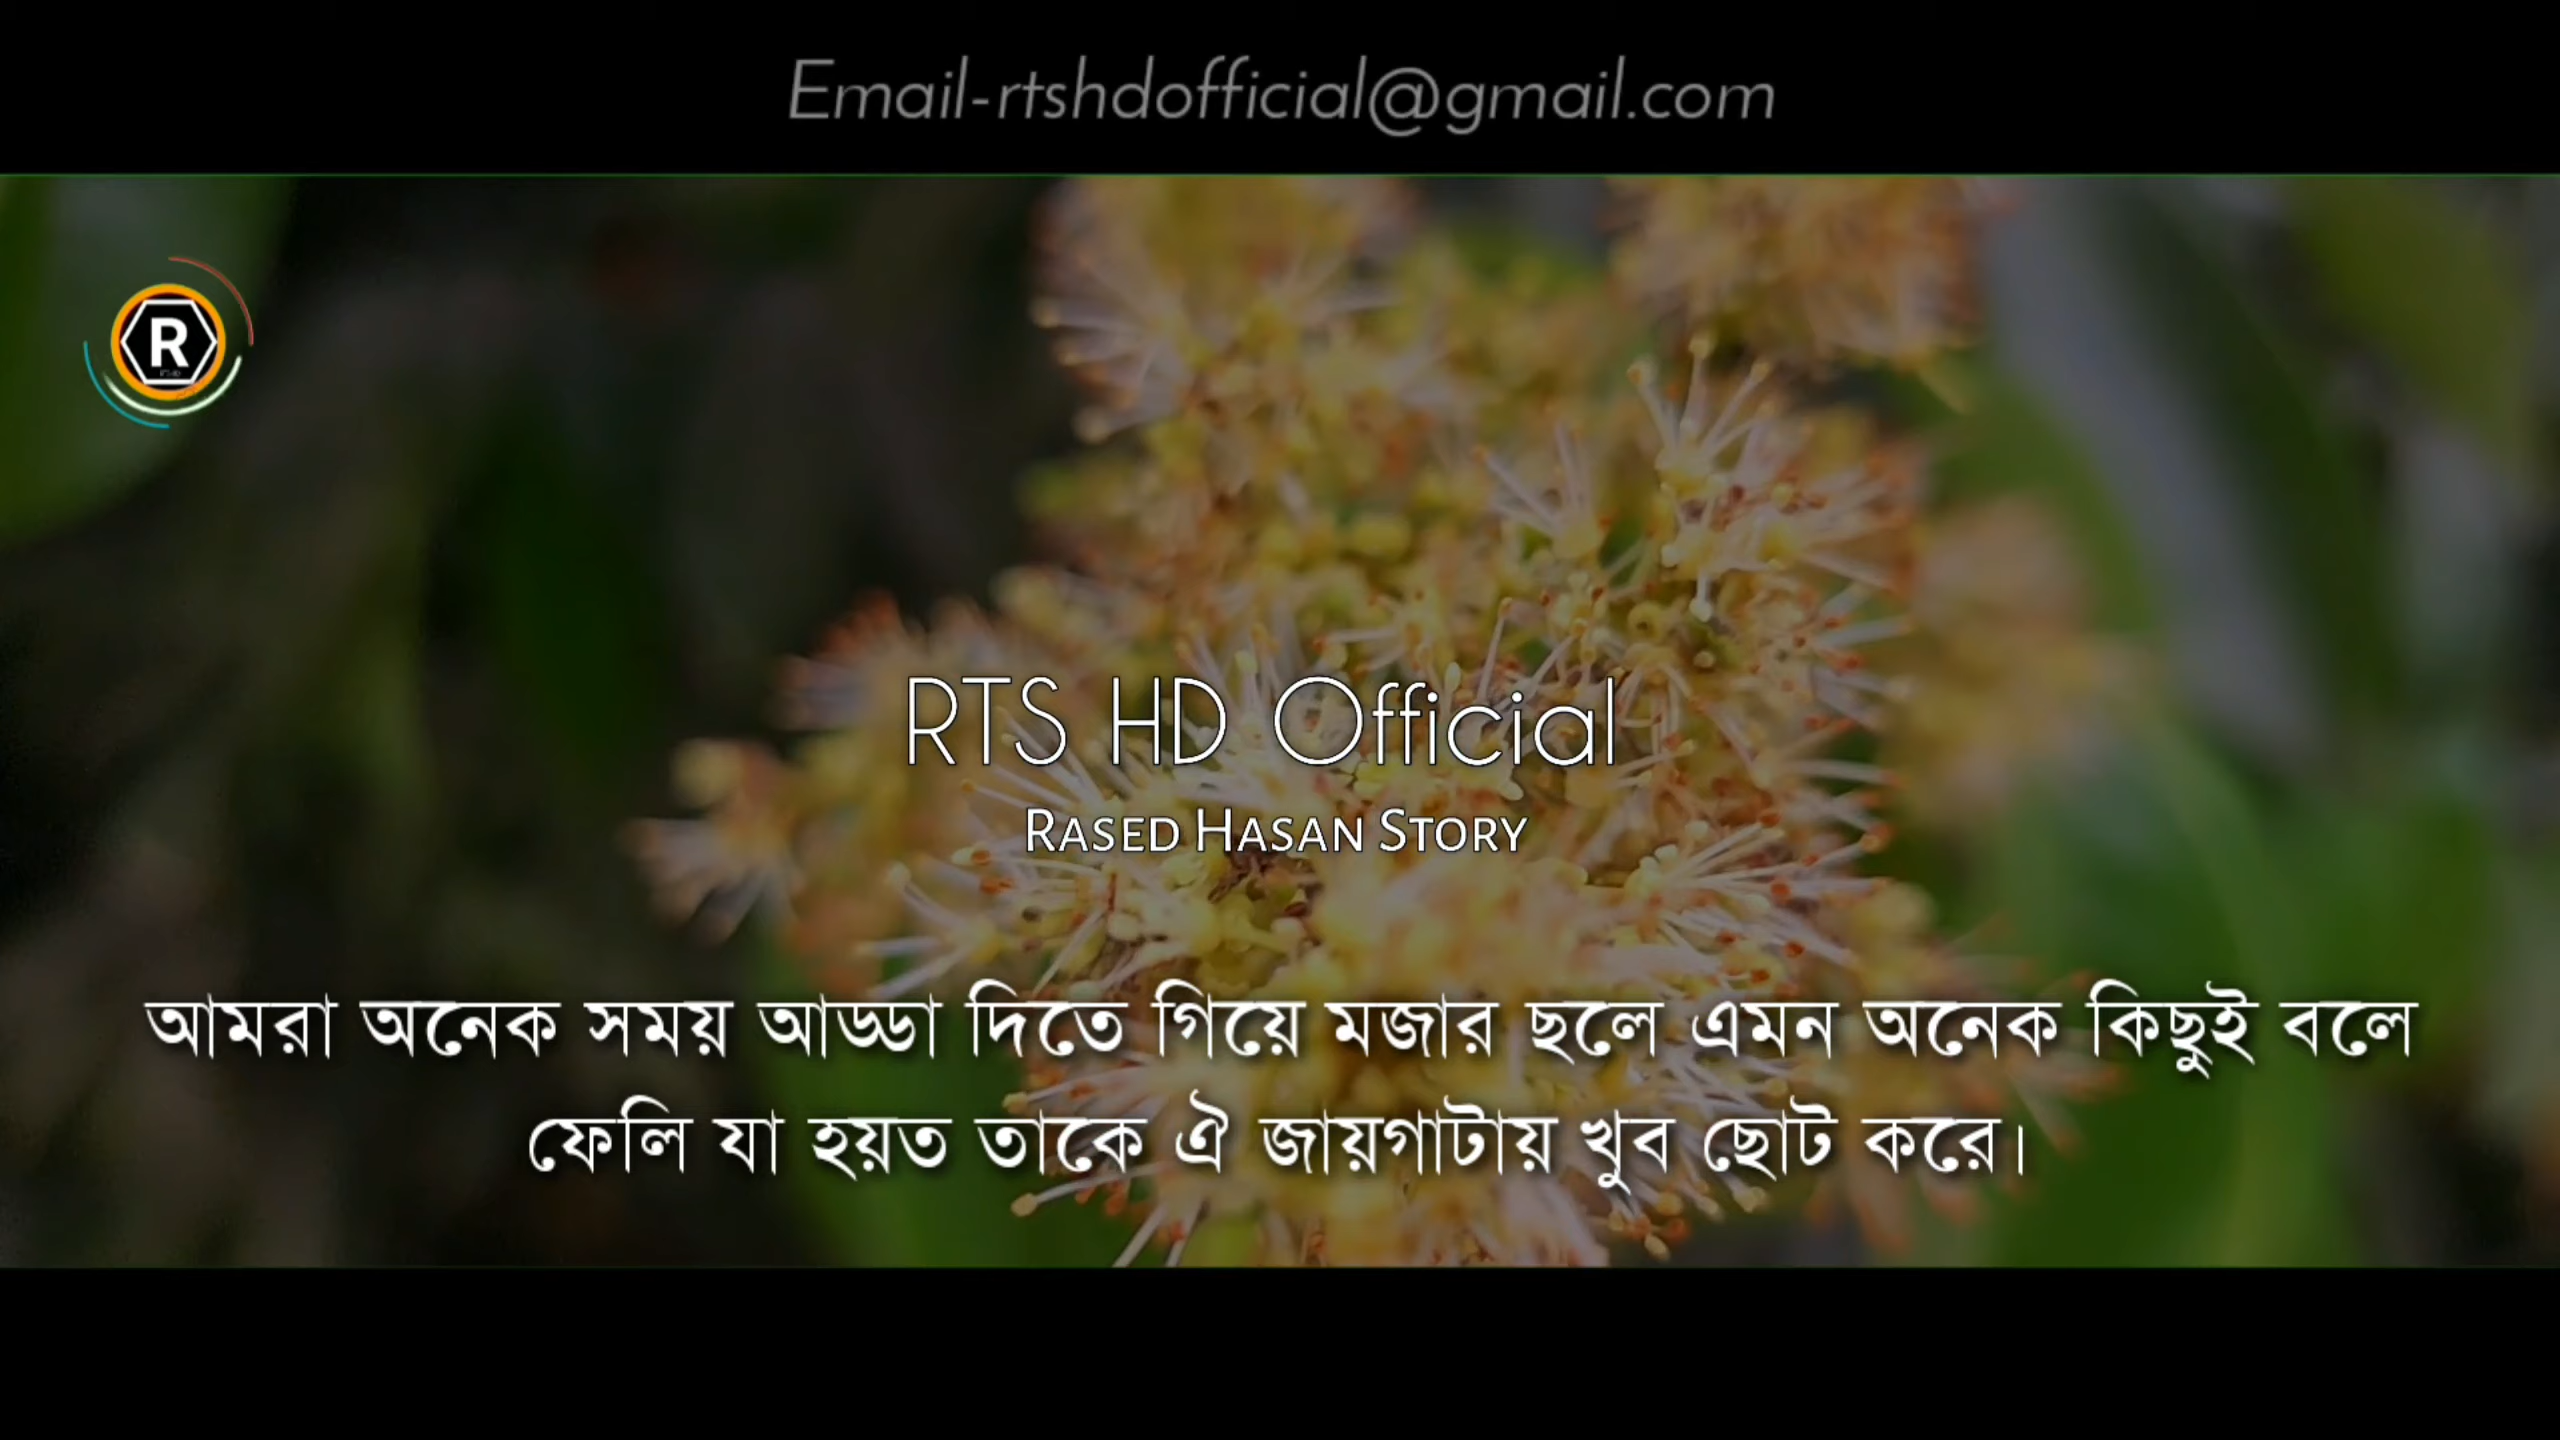 Email-rtshdofficial@gmail.com
R
RTS HD Official
RASED HASAN STORY
আমরা অনেক সময় আড্ডা দিতে গিয়ে মজার ছলে এমন অনেক কিছুই বলে
ফেলি যা হয়ত তাকে ঐ জায়গাটায় খুব ছোট করে।